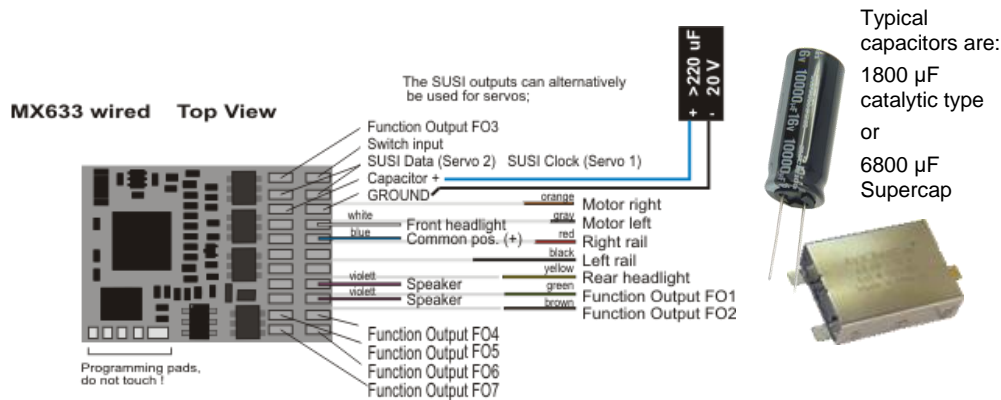 The SUSI outputs can alternatively
be used for servos;
>220 uF
20 V
+ -
Typical
capacitors are:
1800 µF
catalytic type
or
6800 µF
Supercap
MX633 wired Top View
Function Output FO3
Switch input
SUSI Data (Servo 2) SUSI Clock (Servo 1)
Capacitor +
GROUND
orange Motor right
white Front headlight
gray Motor left
blue Common pos. (+)
red Right rail
black Left rail
yellow Rear headlight
violett Speaker
green Function Output FO1
violett Speaker
brown Function Output FO2
Function Output FO4
Function Output FO5
Function Output FO6
Function Output FO7
Programming pads,
do not touch !
6v 10000µF16v 10000